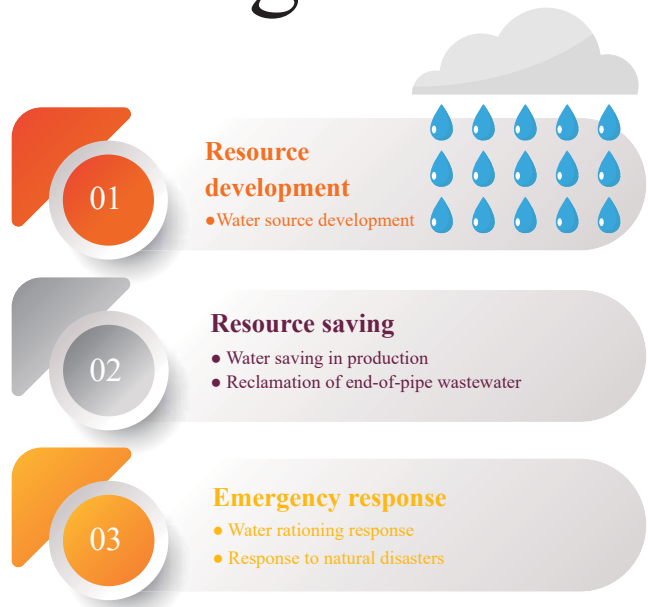 01
Resource
development
●Water source development
02
Resource saving
● Water saving in production
● Reclamation of end-of-pipe wastewater
03
Emergency response
● Water rationing response
● Response to natural disasters